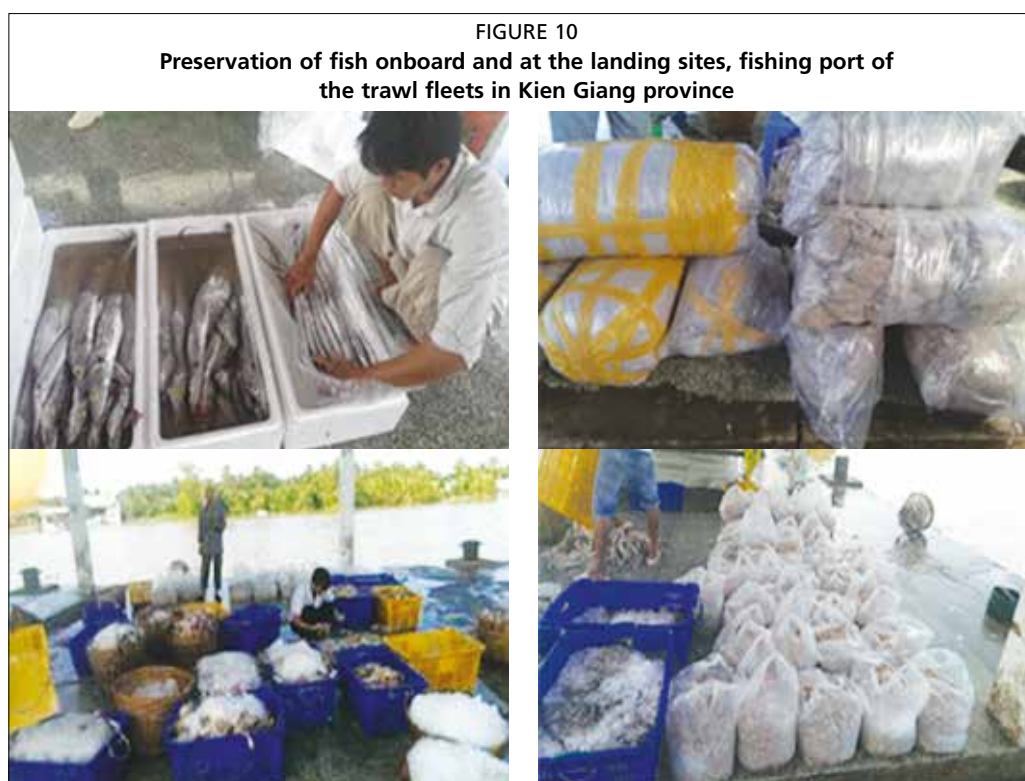 FIGURE 10
Preservation of fish onboard and at the landing sites, fishing port of
the trawl fleets in Kien Giang province